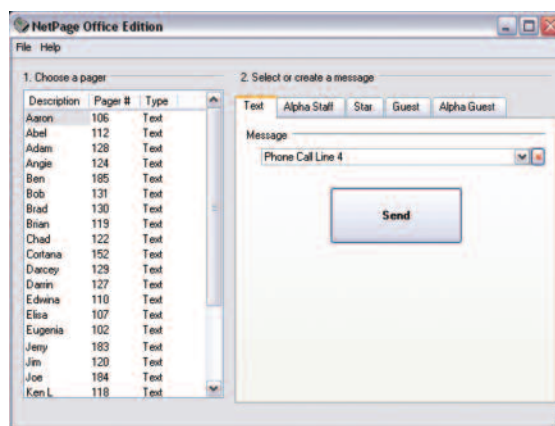 NetPage Office Edition
File Help
1. Choose a pager
Description Pager # Type
Aaron 106 Text
Abel 112 Text
Adam 128 Text
Angie 124 Text
Ben 185 Text
Bob 131 Text
Brad 130 Text
Brian 119 Text
Chad 122 Text
Cortana 152 Text
Darcey 129 Text
Darrin 127 Text
Edwina 110 Text
Elisa 107 Text
Eugenia 102 Text
Jerry 183 Text
Jim 120 Text
Joe 184 Text
Ken L 118 Text
2. Select or create a message
Text Alpha Staff Star Guest Alpha Guest
Message
Phone Call Line 4
Send